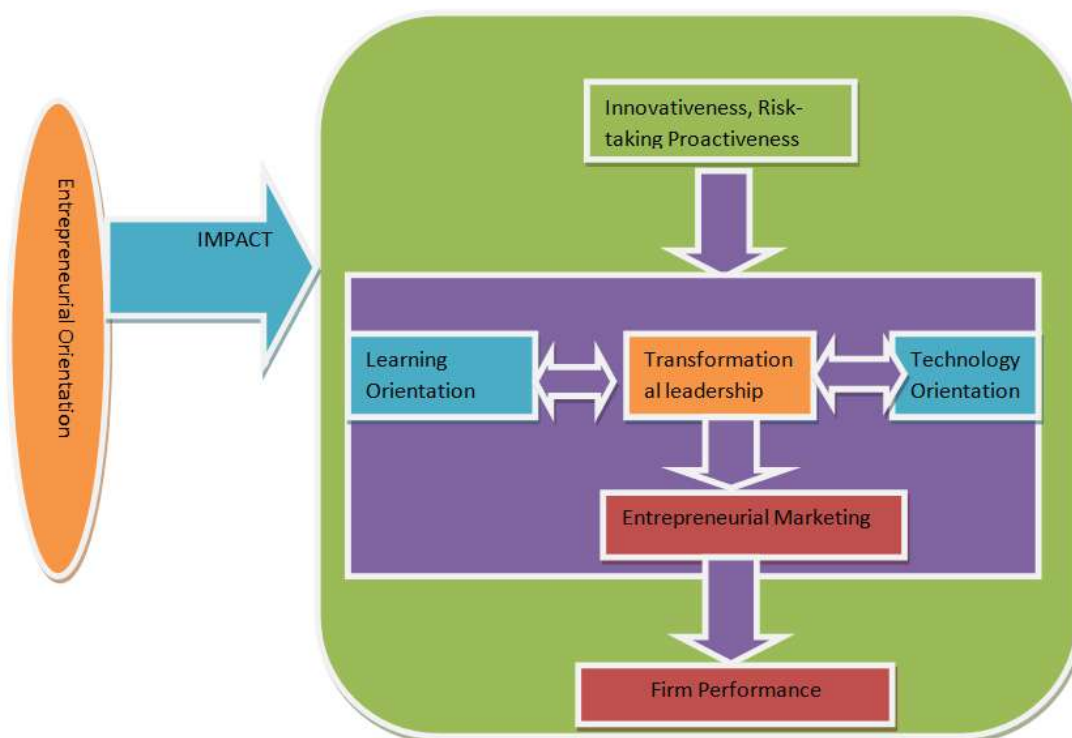 Entrepreneurial Orientation
IMPACT
Innovativeness, Risk-
taking Proactiveness
Learning
Orientation
Transformation
al leadership
Technology
Orientation
Entrepreneurial Marketing
Firm Performance